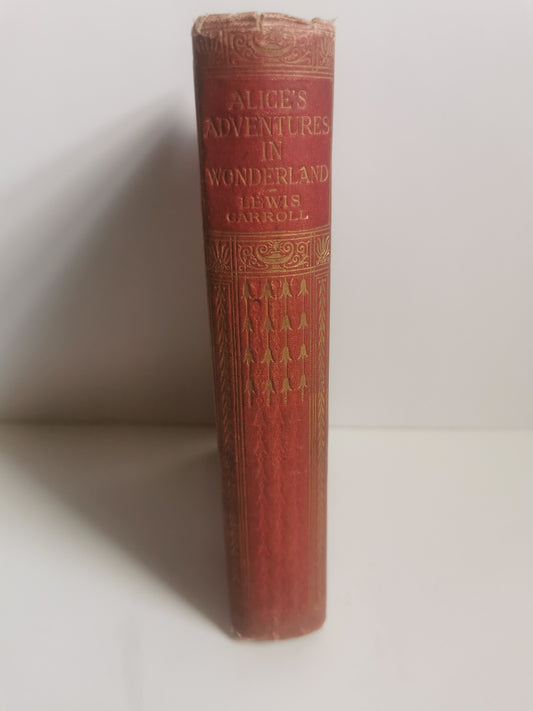 ALICE'S
ADVENTURES
IN
WONDERLAND
LEWIS
CARROLL